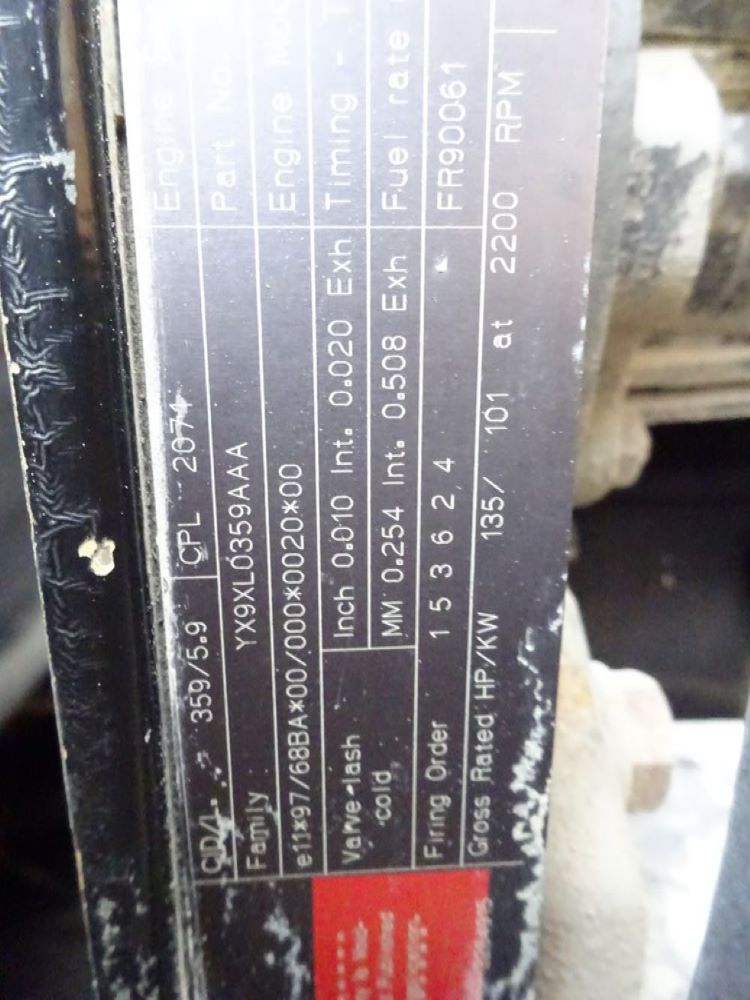 CID/L. 359/5.9 CPL 2071 Engine
Family YX9XL0359AAA Part No.
e11*97/68BA*00/000*0020*00 Engine Mod
Valve-lash cold Inch 0.010 Int. 0.020 Exh Timing - T
MM 0.254 Int. 0.508 Exh Fuel rate
Firing Order 1 5 3 6 2 4 FR90061
Gross Rated HP/KW 135/ 101 at 2200 RPM